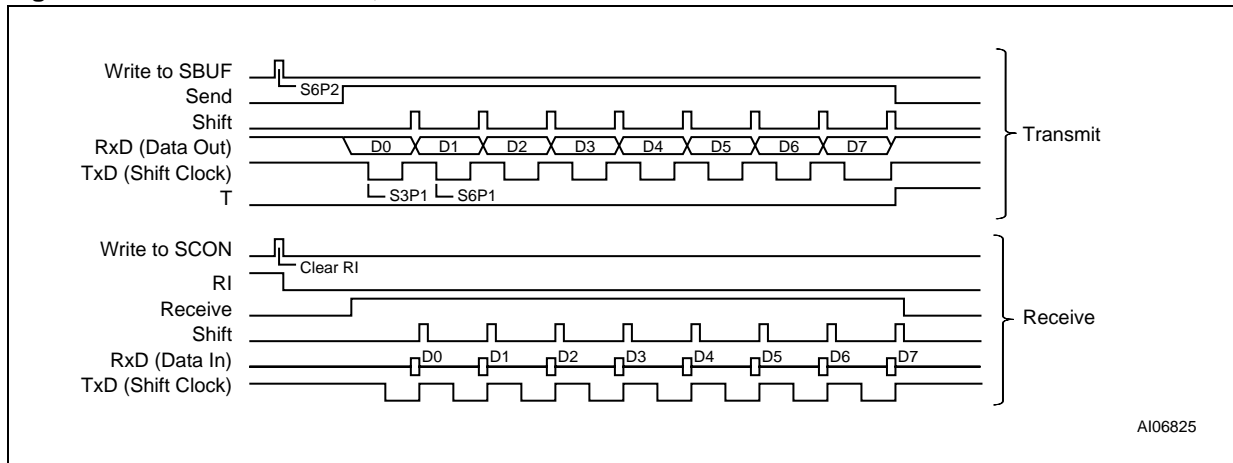 Write to SBUF
S6P2
Send
Shift
RxD (Data Out)
D0 D1 D2 D3 D4 D5 D6 D7
TxD (Shift Clock)
S3P1 S6P1
T
Transmit
Write to SCON
Clear RI
RI
Receive
Shift
RxD (Data In)
D0 D1 D2 D3 D4 D5 D6 D7
TxD (Shift Clock)
Receive
AI06825